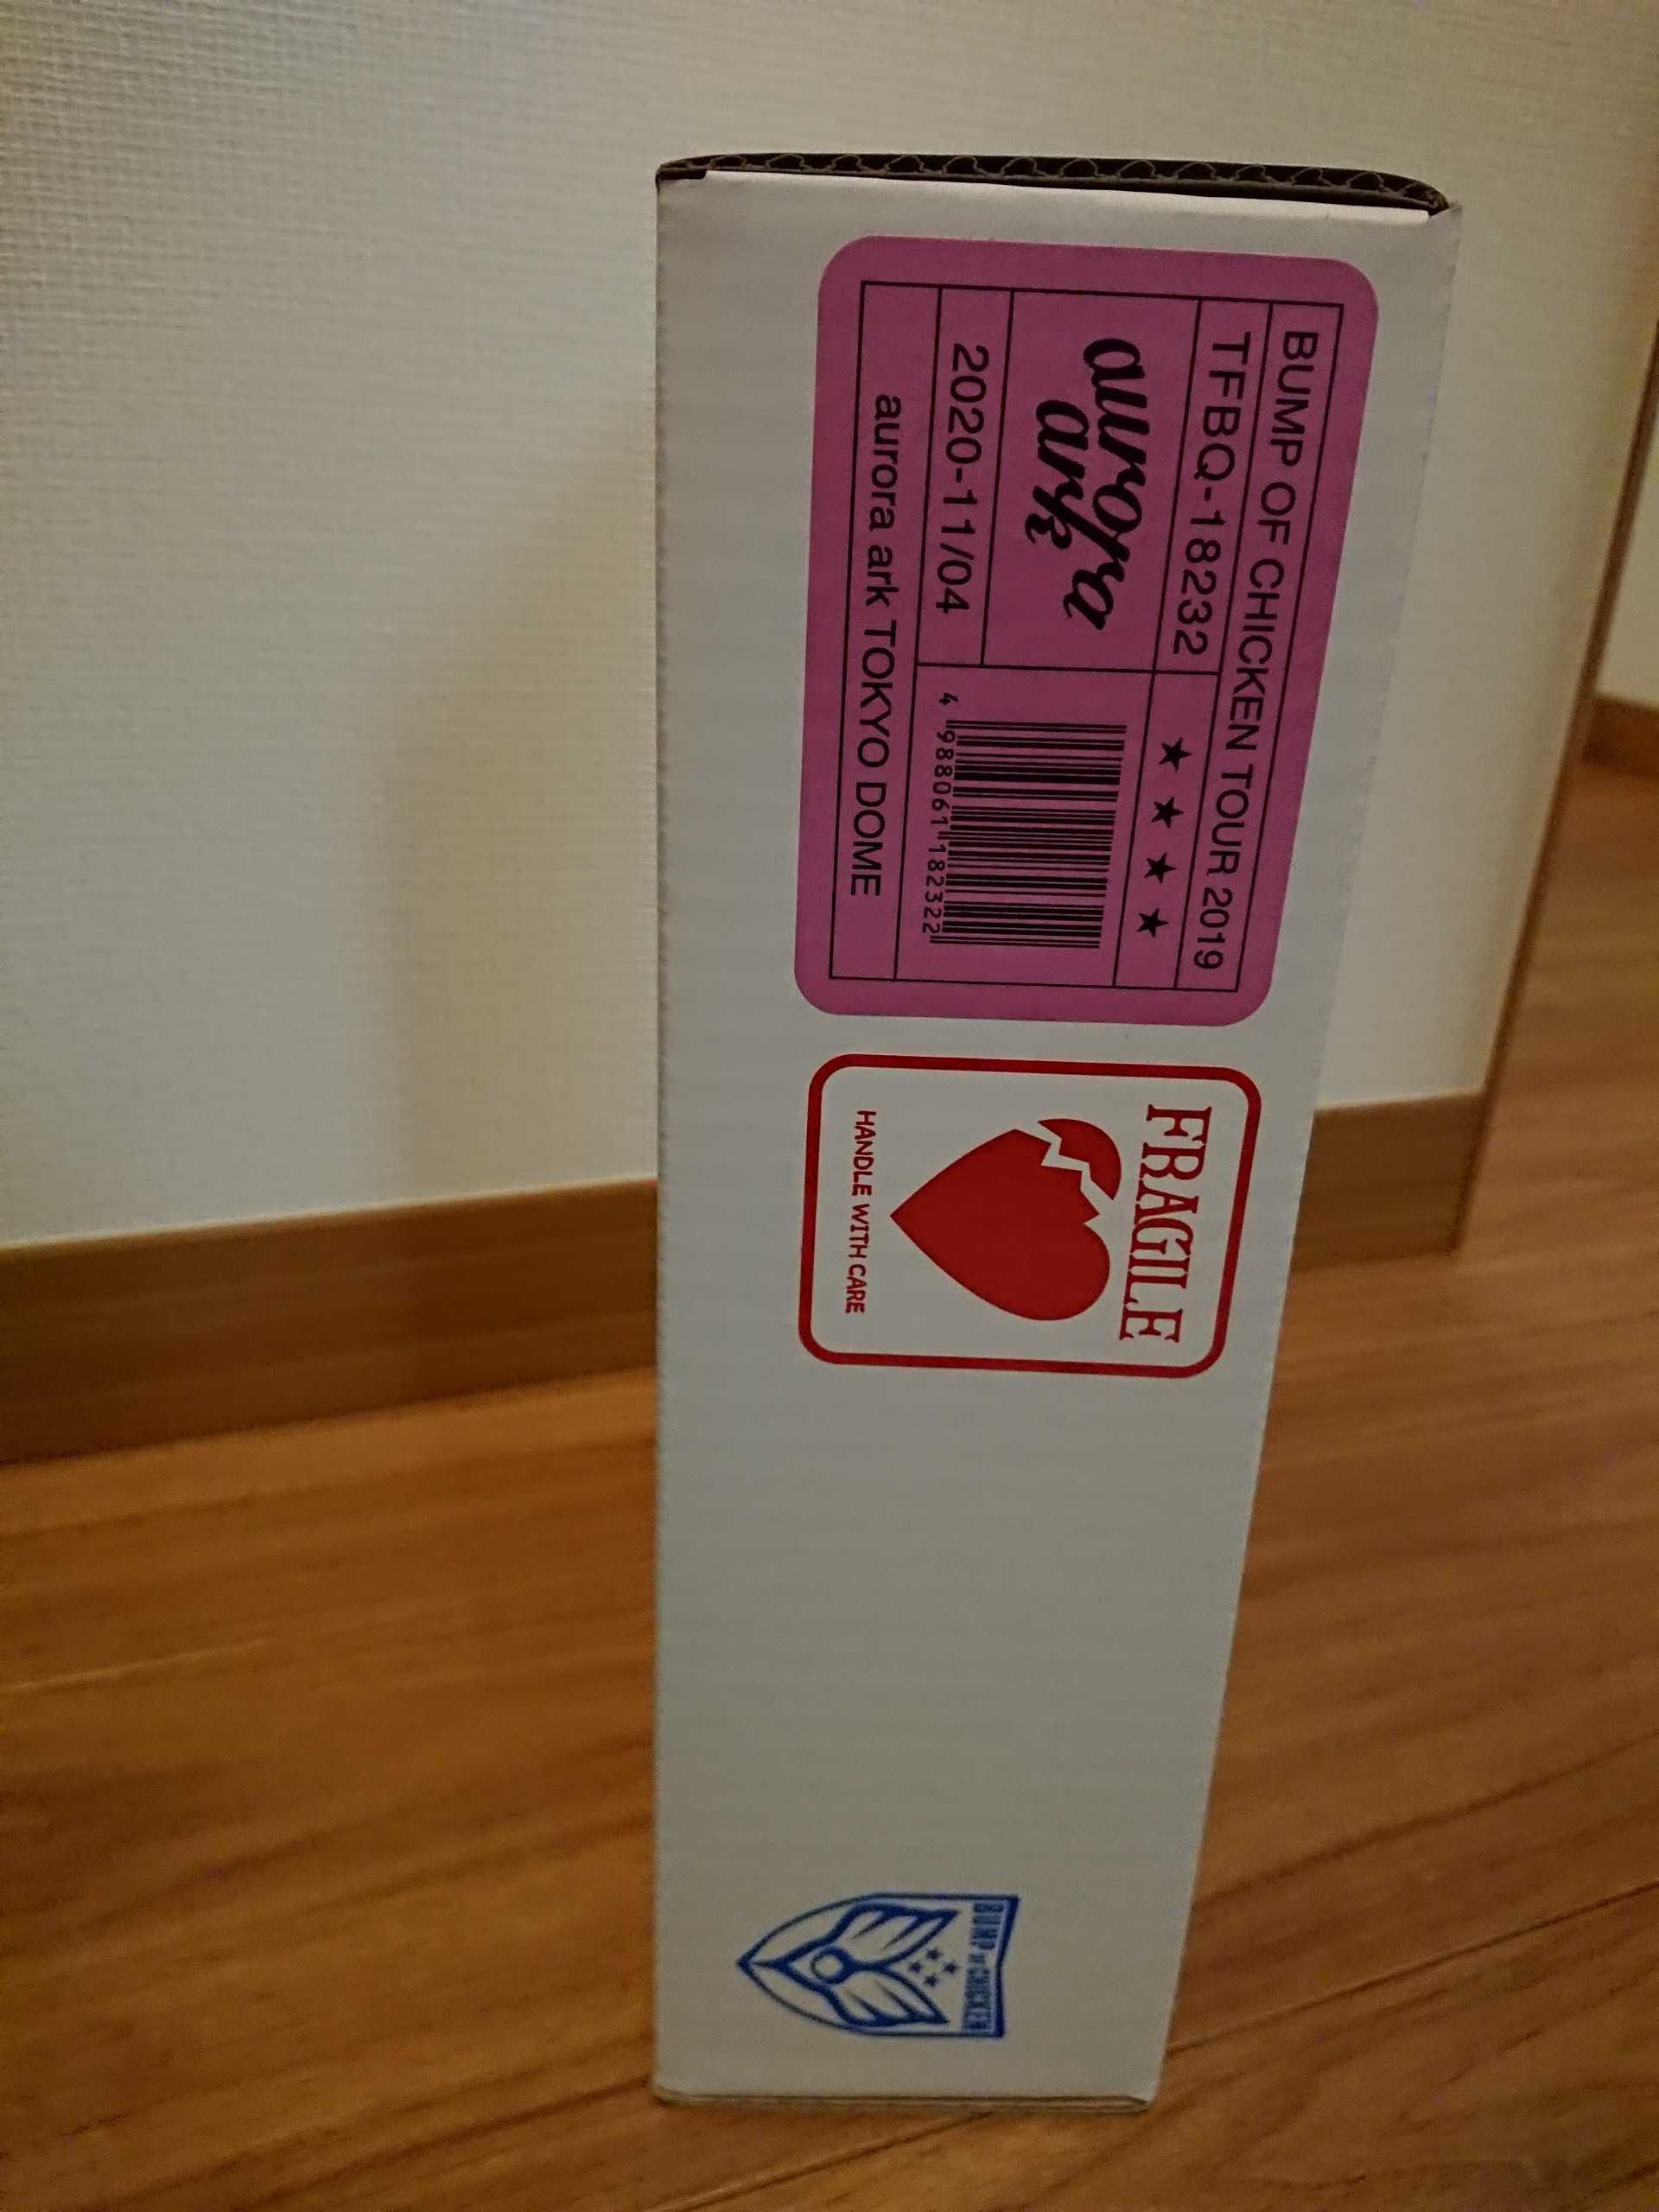 BUMP OF CHICKEN TOUR 2019
TFBQ-18232
★ ★ ★ ★
aurora
ark
2020-11/04
4 988061 182322
aurora ark TOKYO DOME
FRAGILE
HANDLE WITH CARE
BUMP OF CHICKEN